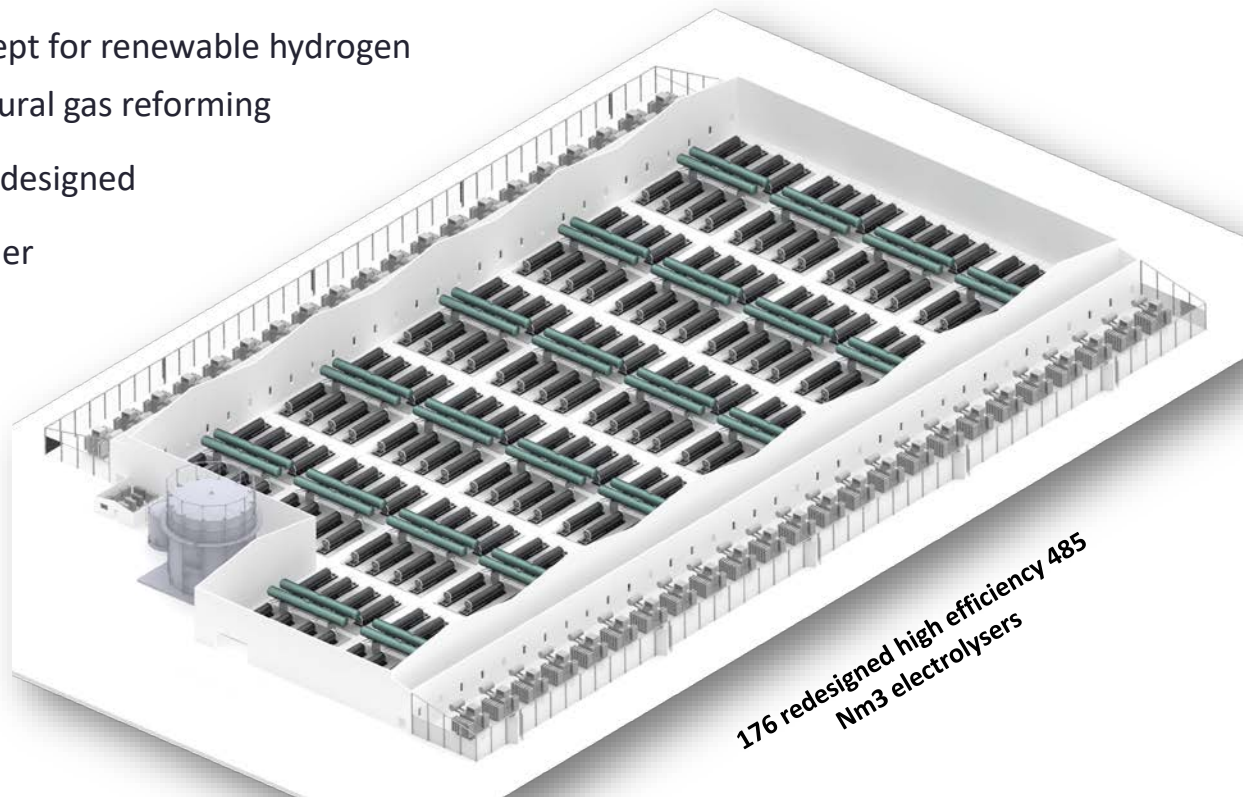 ept for renewable hydrogen
ural gas reforming
designed
er
176 redesigned high efficiency 485
Nm3 electrolysers